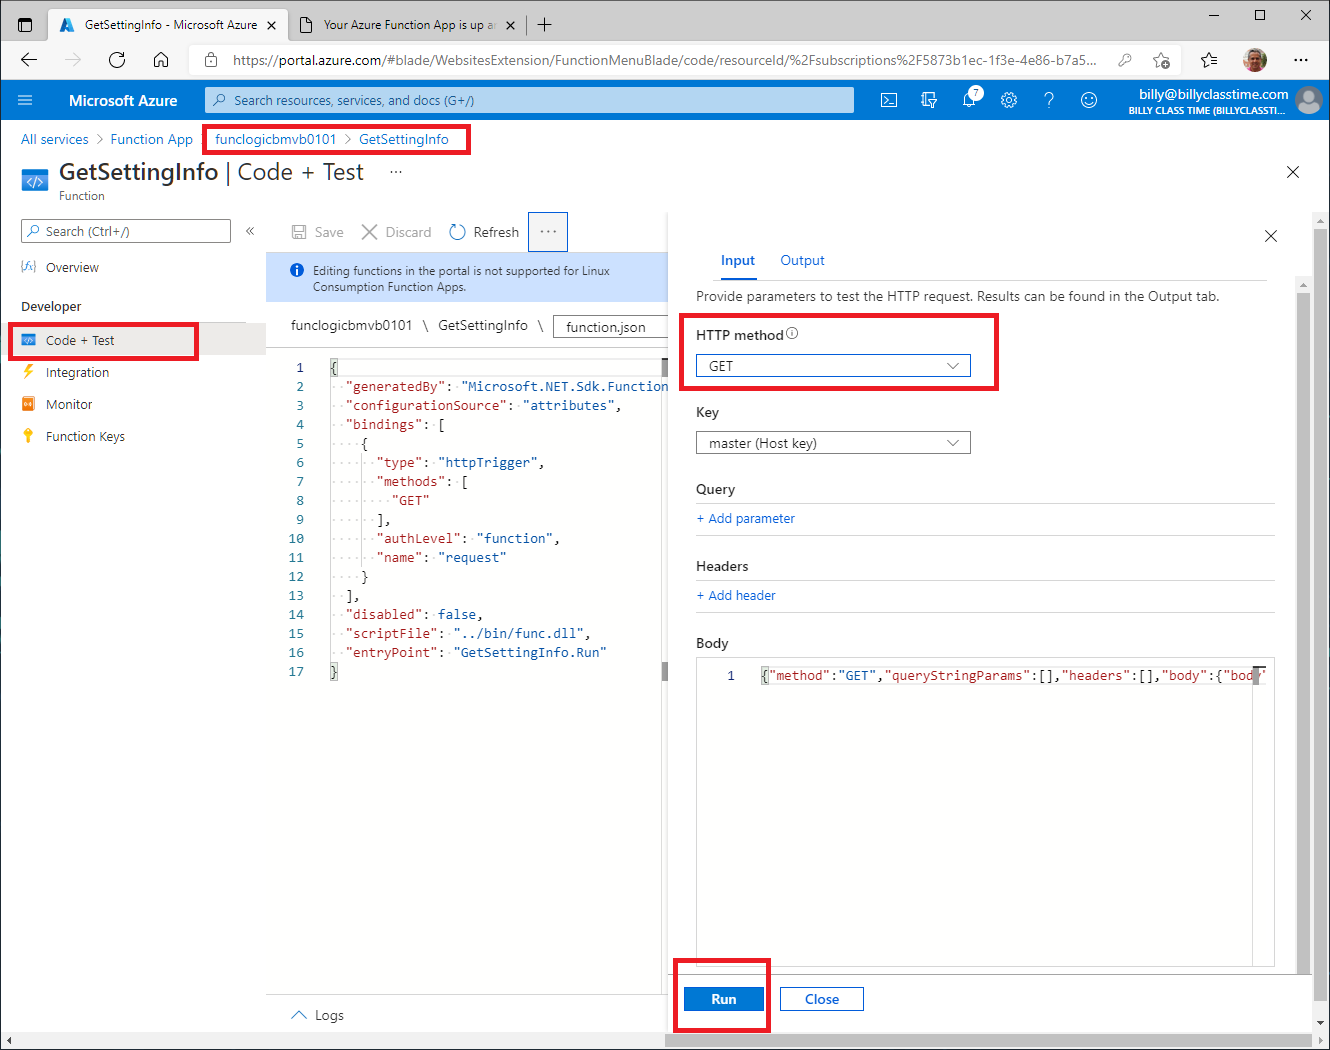 GetSettingInfo - Microsoft Azure
Your Azure Function App is up a
https://portal.azure.com/#blade/WebsitesExtension/FunctionMenuBlade/code/resourceId/%2Fsubscriptions%2F5873b1ec-1f3e-4e86-b7a5...
Microsoft Azure
Search resources, services, and docs (G+/)
7
billy@billyclasstime.com
BILLY CLASS TIME (BILLYCLASSTI...
All services > Function App
funclogicbmvb0101 > GetSettingInfo
GetSettingInfo | Code + Test ...
Function
Search (Ctrl+/)
«
Overview
Developer
Code + Test
Integration
Monitor
Function Keys
Save
Discard
Refresh
...
Editing functions in the portal is not supported for Linux
Consumption Function Apps.
funclogicbmvb0101 \ GetSettingInfo \ function.json
1 {
2 "generatedBy": "Microsoft.NET.Sdk.Function
3 "configurationSource": "attributes",
4 "bindings": [
5 {
6 "type": "httpTrigger",
7 "methods": [
8 "GET"
9 ],
10 "authLevel": "function",
11 "name": "request"
12 }
13 ],
14 "disabled": false,
15 "scriptFile": "../bin/func.dll",
16 "entryPoint": "GetSettingInfo.Run"
17 }
Logs
Input
Output
Provide parameters to test the HTTP request. Results can be found in the Output tab.
HTTP method
GET
Key
master (Host key)
Query
+ Add parameter
Headers
+ Add header
Body
1 {"method":"GET","queryStringParams":[],"headers":[],"body":{"body"
Run
Close